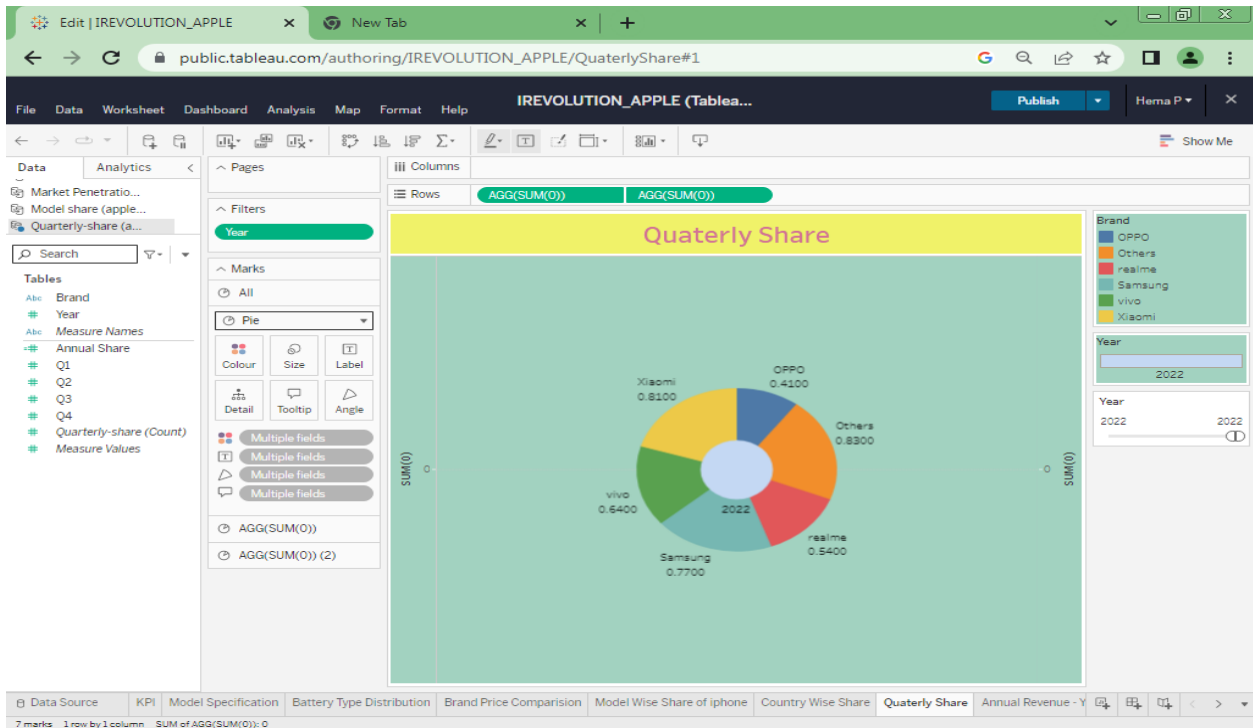 Edit | IREVOLUTION_APPLE
New Tab
public.tableau.com/authoring/IREVOLUTION_APPLE/QuaterlyShare#1
File Data Worksheet Dashboard Analysis Map Format Help
IREVOLUTION_APPLE (Tablea...
Publish
Hema P
Show Me
Data Analytics
Market Penetratio...
Model share (apple...
Quarterly-share (a...
Search
Tables
Abc Brand
# Year
Abc Measure Names
=# Annual Share
# Q1
# Q2
# Q3
# Q4
# Quarterly-share (Count)
# Measure Values
Pages
Filters
Year
Marks
All
Pie
Colour Size Label
Detail Tooltip Angle
Multiple fields
Multiple fields
Multiple fields
Multiple fields
AGG(SUM(0))
AGG(SUM(0)) (2)
Columns
Rows AGG(SUM(0)) AGG(SUM(0))
Quaterly Share
SUM(0)
0
OPPO
0.4100
Others
0.8300
realme
0.5400
Samsung
0.7700
vivo
0.6400
Xiaomi
0.8100
2022
0
SUM(0)
Brand
OPPO
Others
realme
Samsung
vivo
Xiaomi
Year
2022
Year
2022 2022
Data Source KPI Model Specification Battery Type Distribution Brand Price Comparision Model Wise Share of iphone Country Wise Share Quaterly Share Annual Revenue - Y
7 marks 1 row by 1 column SUM of AGG(SUM(0)): 0